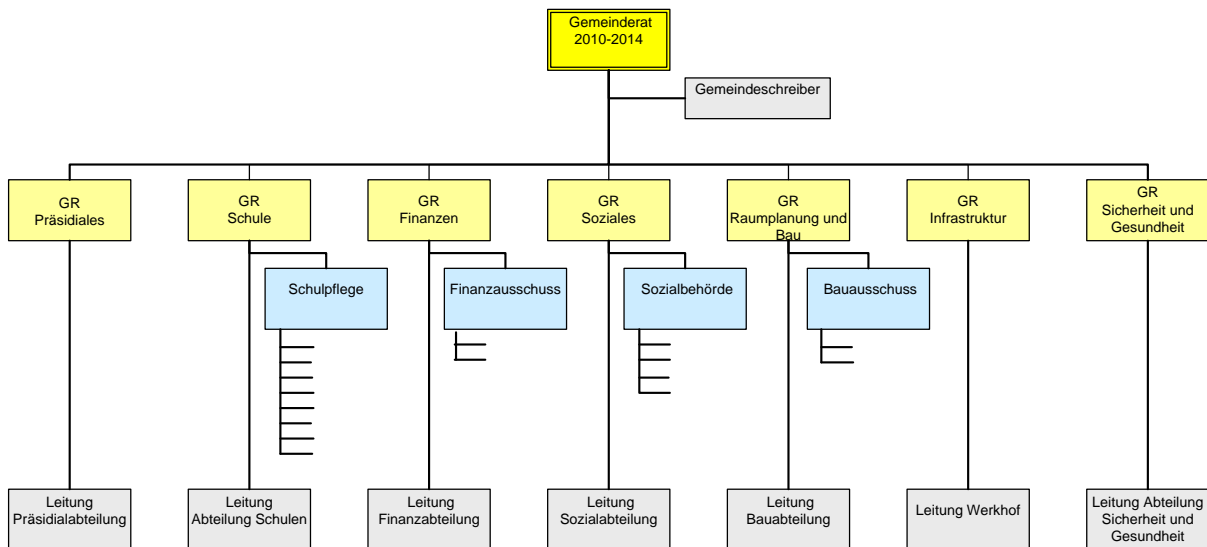 Gemeinderat
2010-2014
Gemeindeschreiber
GR
Präsidiales
GR
Schule
GR
Finanzen
GR
Soziales
GR
Raumplanung und
Bau
GR
Infrastruktur
GR
Sicherheit und
Gesundheit
Schulpflege
Finanzausschuss
Sozialbehörde
Bauausschuss
Leitung
Präsidialabteilung
Leitung
Abteilung Schulen
Leitung
Finanzabteilung
Leitung
Sozialabteilung
Leitung
Bauabteilung
Leitung Werkhof
Leitung Abteilung
Sicherheit und
Gesundheit